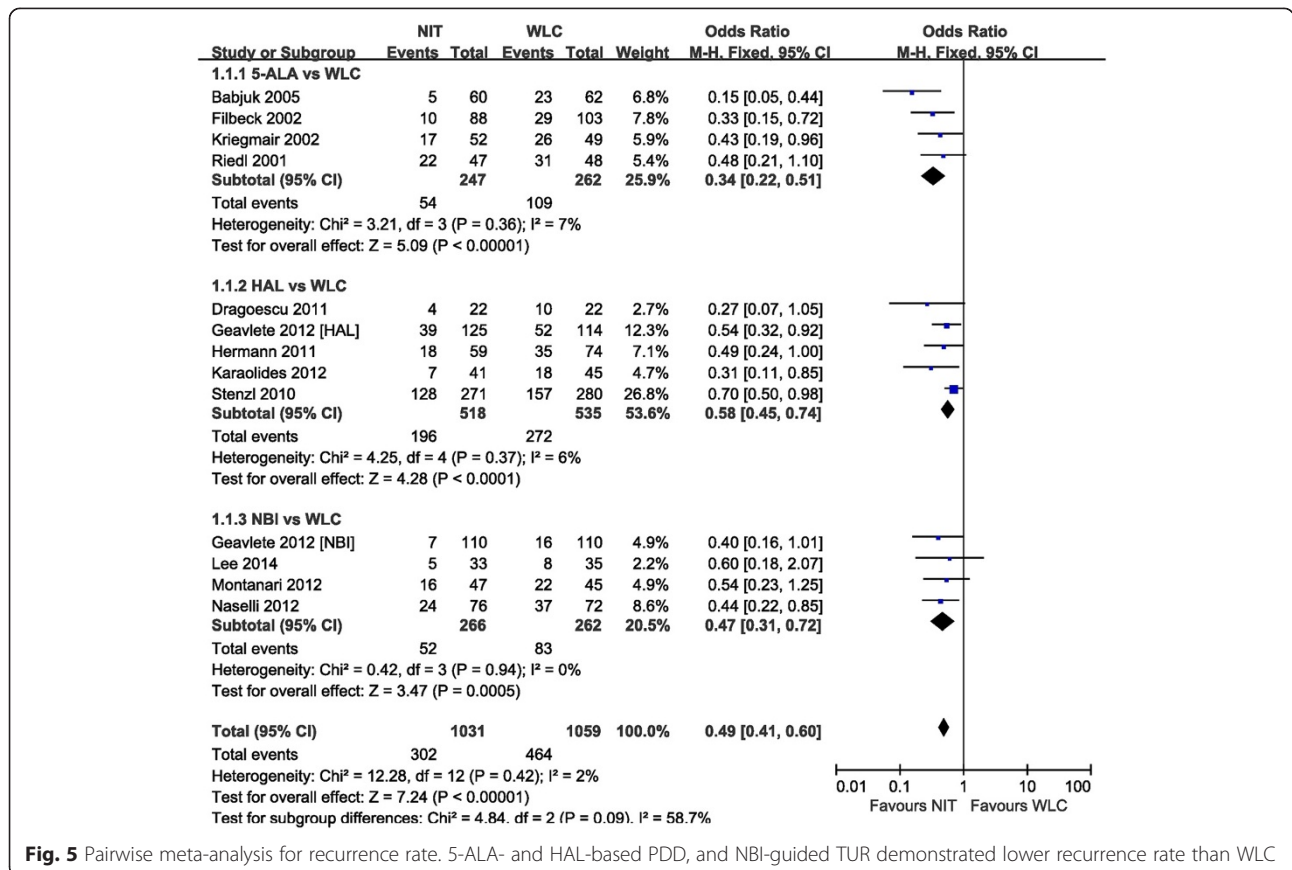 NIT WLC Odds Ratio Odds Ratio
Study or Subgroup Events Total Events Total Weight M-H. Fixed. 95% CI M-H. Fixed. 95% CI
1.1.1 5-ALA vs WLC
Babjuk 2005 5 60 23 62 6.8% 0.15 [0.05, 0.44]
Filbeck 2002 10 88 29 103 7.8% 0.33 [0.15, 0.72]
Kriegmair 2002 17 52 26 49 5.9% 0.43 [0.19, 0.96]
Riedl 2001 22 47 31 48 5.4% 0.48 [0.21, 1.10]
Subtotal (95% CI) 247 262 25.9% 0.34 [0.22, 0.51]
Total events 54 109
Heterogeneity: Chi² = 3.21, df = 3 (P = 0.36); I² = 7%
Test for overall effect: Z = 5.09 (P < 0.00001)
1.1.2 HAL vs WLC
Dragoescu 2011 4 22 10 22 2.7% 0.27 [0.07, 1.05]
Geavlete 2012 [HAL] 39 125 52 114 12.3% 0.54 [0.32, 0.92]
Hermann 2011 18 59 35 74 7.1% 0.49 [0.24, 1.00]
Karaolides 2012 7 41 18 45 4.7% 0.31 [0.11, 0.85]
Stenzl 2010 128 271 157 280 26.8% 0.70 [0.50, 0.98]
Subtotal (95% CI) 518 535 53.6% 0.58 [0.45, 0.74]
Total events 196 272
Heterogeneity: Chi² = 4.25, df = 4 (P = 0.37); I² = 6%
Test for overall effect: Z = 4.28 (P < 0.0001)
1.1.3 NBI vs WLC
Geavlete 2012 [NBI] 7 110 16 110 4.9% 0.40 [0.16, 1.01]
Lee 2014 5 33 8 35 2.2% 0.60 [0.18, 2.07]
Montanari 2012 16 47 22 45 4.9% 0.54 [0.23, 1.25]
Naselli 2012 24 76 37 72 8.6% 0.44 [0.22, 0.85]
Subtotal (95% CI) 266 262 20.5% 0.47 [0.31, 0.72]
Total events 52 83
Heterogeneity: Chi² = 0.42, df = 3 (P = 0.94); I² = 0%
Test for overall effect: Z = 3.47 (P = 0.0005)
Total (95% CI) 1031 1059 100.0% 0.49 [0.41, 0.60]
Total events 302 464
Heterogeneity: Chi² = 12.28, df = 12 (P = 0.42); I² = 2%
Test for overall effect: Z = 7.24 (P < 0.00001)
Test for subgroup differences: Chi² = 4.84. df = 2 (P = 0.09). I² = 58.7%
0.01 0.1 1 10 100
Favours NIT Favours WLC
Fig. 5 Pairwise meta-analysis for recurrence rate. 5-ALA- and HAL-based PDD, and NBI-guided TUR demonstrated lower recurrence rate than WLC